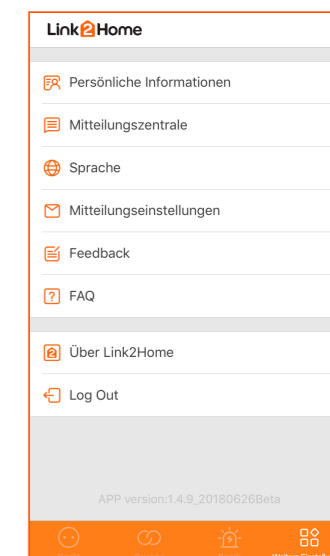 Link2Home
Persönliche Informationen
Mitteilungszentrale
Sprache
Mitteilungseinstellungen
Feedback
FAQ
Über Link2Home
Log Out
APP version:1.4.9_20180626Beta